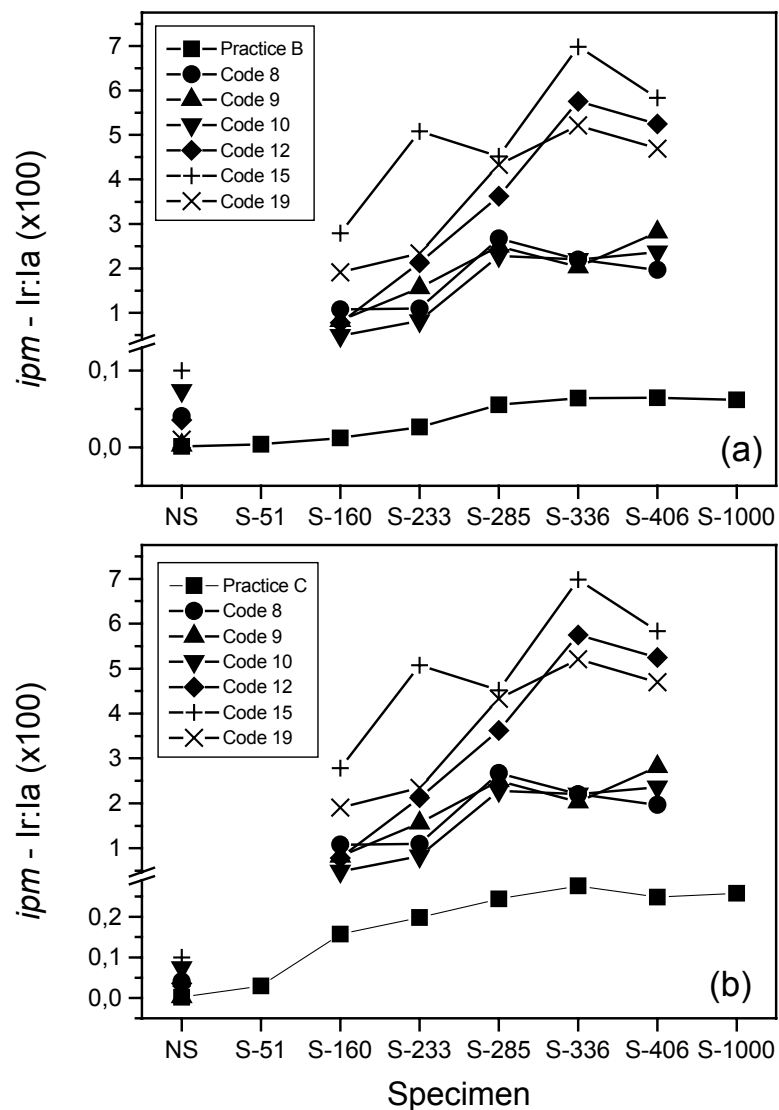 7
6
5
4
3
2
1
0,1
0,0
ipm - Ir:Ia (x100)
Practice B
Code 8
Code 9
Code 10
Code 12
Code 15
Code 19
(a)
NS S-51 S-160 S-233 S-285 S-336 S-406 S-1000
7
6
5
4
3
2
1
0,2
0,1
0,0
ipm - Ir:Ia (x100)
Practice C
Code 8
Code 9
Code 10
Code 12
Code 15
Code 19
(b)
NS S-51 S-160 S-233 S-285 S-336 S-406 S-1000
Specimen